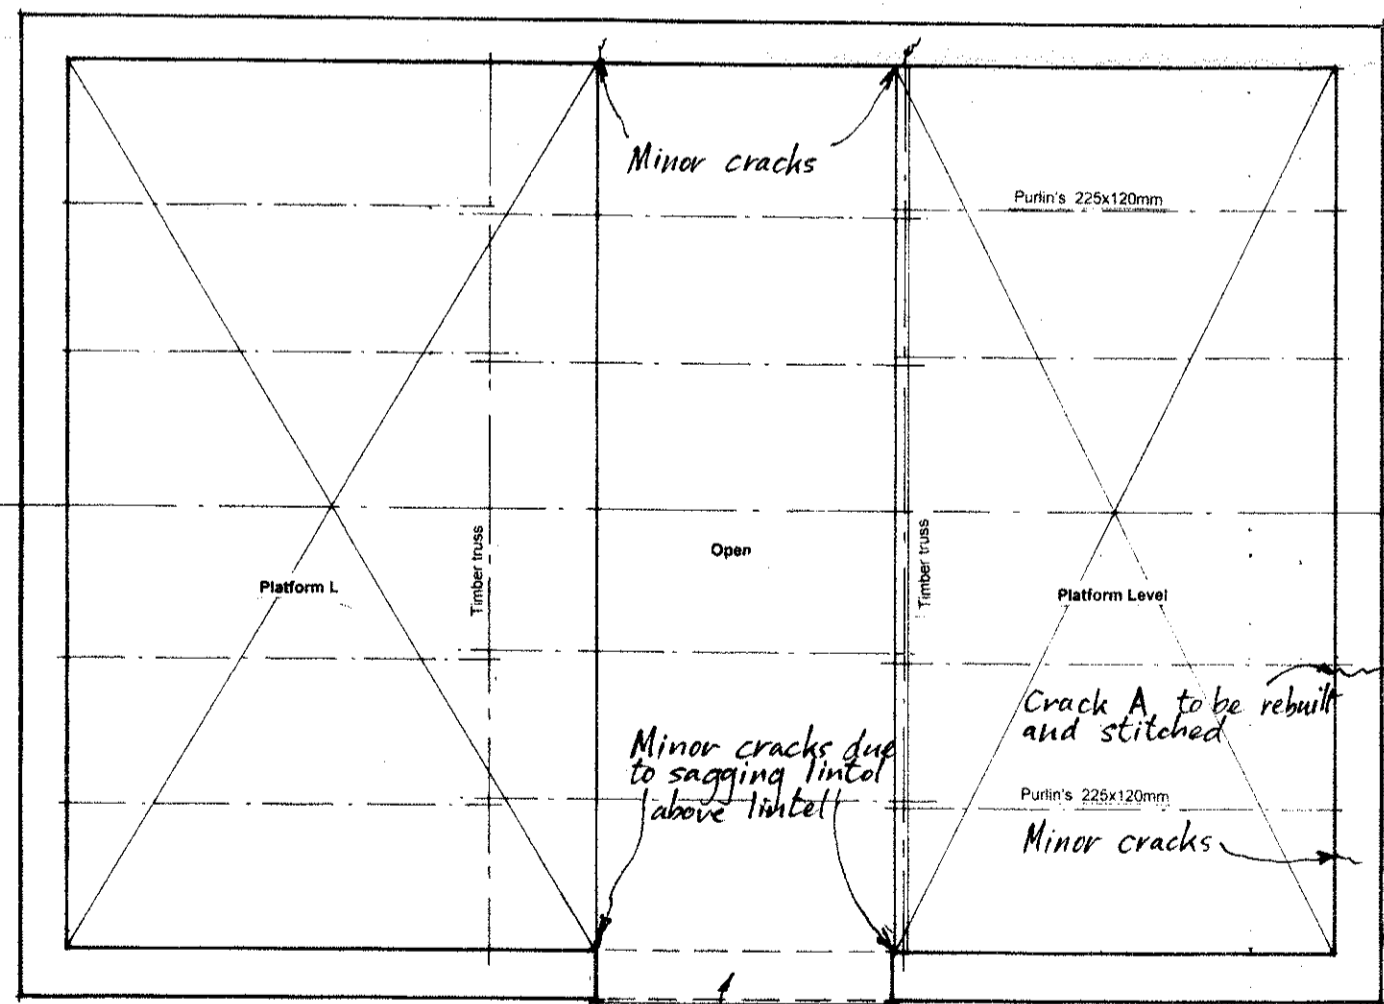 Minor cracks
Purlin's 225x120mm
Timber truss
Open
Timber truss
Platform L
Platform Level
Crack A to be rebuilt
and stitched
Minor cracks due
to sagging lintol
above lintel
Purlin's 225x120mm
Minor cracks